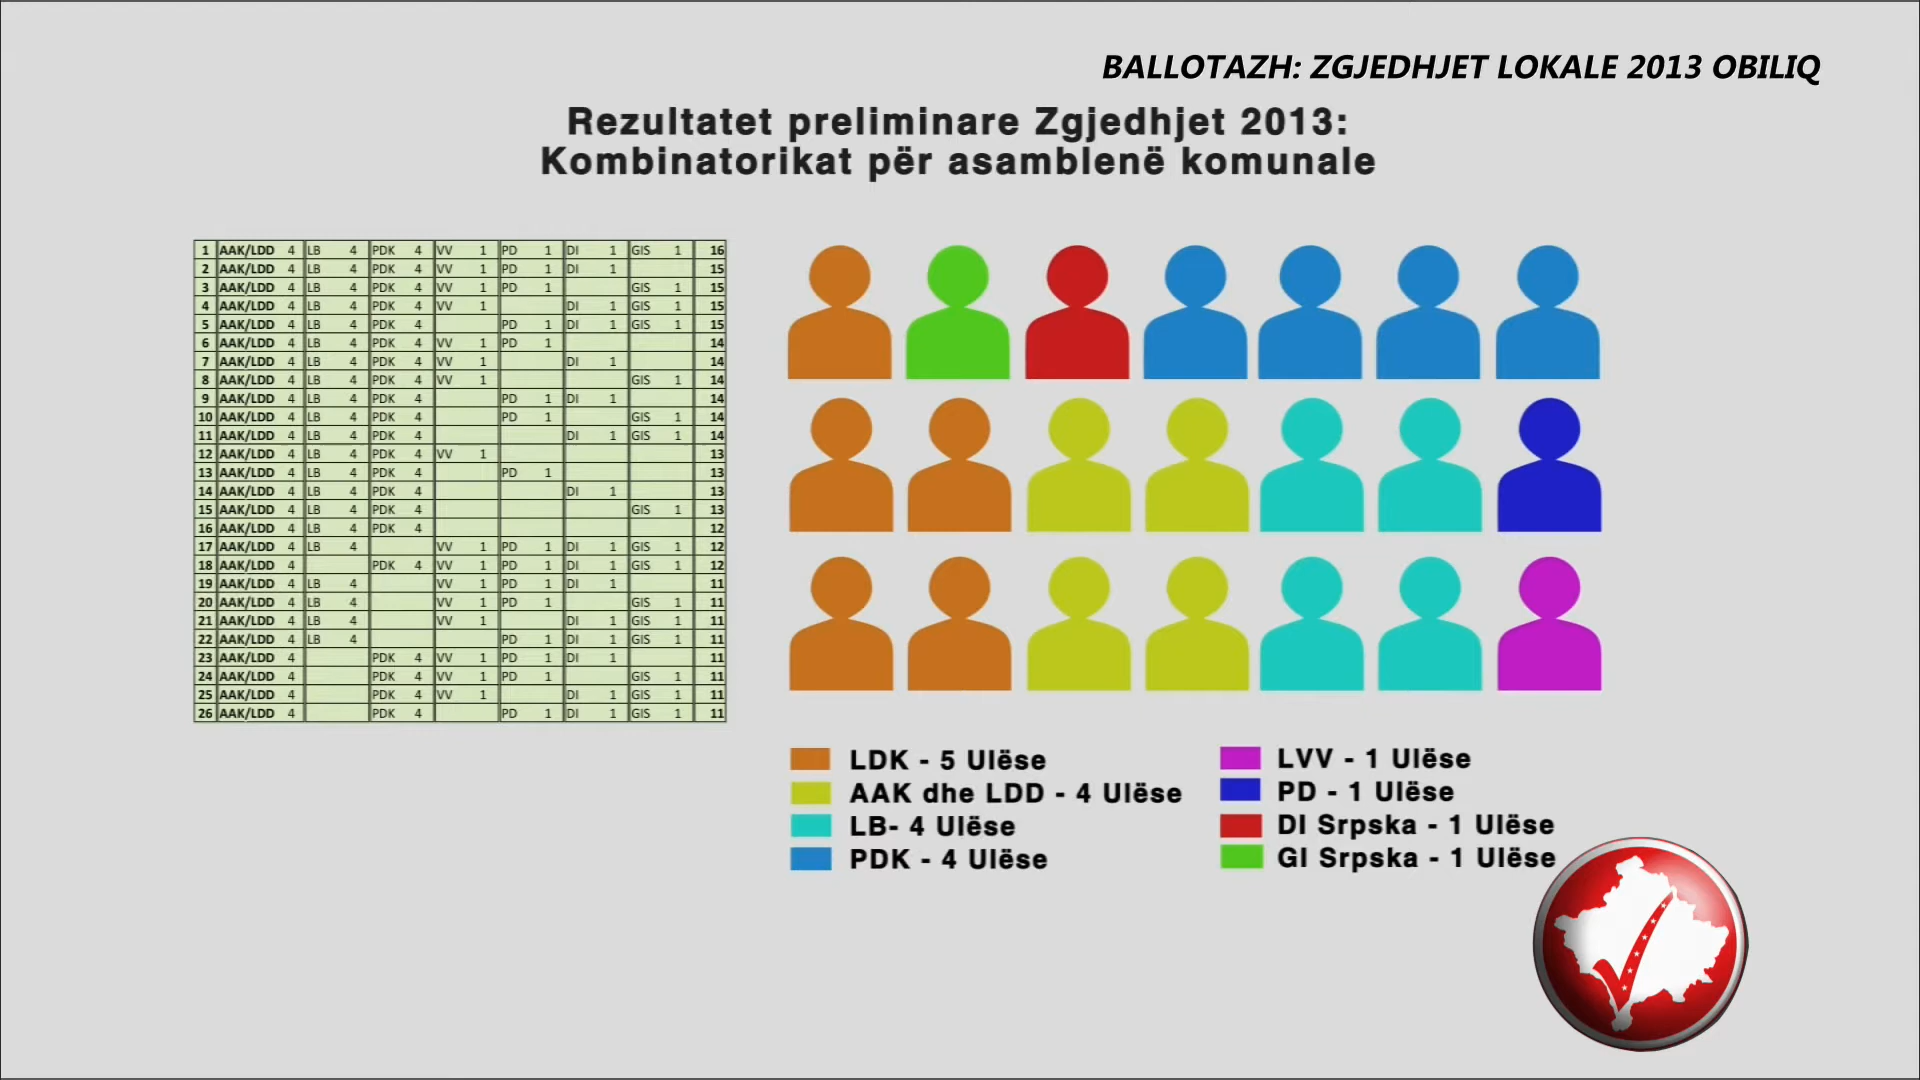 BALLOTAZH: ZGJEDHJET LOKALE 2013 OBILIQ
Rezultatet preliminare Zgjedhjet 2013:
Kombinatorikat për asamblenë komunale
1 AAK/LDD 4 LB 4 PDK 4 VV 1 PD 1 DI 1 GIS 1 16
2 AAK/LDD 4 LB 4 PDK 4 VV 1 PD 1 DI 1 15
3 AAK/LDD 4 LB 4 PDK 4 VV 1 PD 1 GIS 1 15
4 AAK/LDD 4 LB 4 PDK 4 VV 1 DI 1 GIS 1 15
5 AAK/LDD 4 LB 4 PDK 4 PD 1 DI 1 GIS 1 15
6 AAK/LDD 4 LB 4 PDK 4 VV 1 PD 1 14
7 AAK/LDD 4 LB 4 PDK 4 VV 1 DI 1 14
8 AAK/LDD 4 LB 4 PDK 4 VV 1 GIS 1 14
9 AAK/LDD 4 LB 4 PDK 4 PD 1 DI 1 14
10 AAK/LDD 4 LB 4 PDK 4 PD 1 GIS 1 14
11 AAK/LDD 4 LB 4 PDK 4 DI 1 GIS 1 14
12 AAK/LDD 4 LB 4 PDK 4 VV 1 13
13 AAK/LDD 4 LB 4 PDK 4 PD 1 13
14 AAK/LDD 4 LB 4 PDK 4 DI 1 13
15 AAK/LDD 4 LB 4 PDK 4 GIS 1 13
16 AAK/LDD 4 LB 4 PDK 4 12
17 AAK/LDD 4 LB 4 VV 1 PD 1 DI 1 GIS 1 12
18 AAK/LDD 4 PDK 4 VV 1 PD 1 DI 1 GIS 1 12
19 AAK/LDD 4 LB 4 VV 1 PD 1 DI 1 11
20 AAK/LDD 4 LB 4 VV 1 PD 1 GIS 1 11
21 AAK/LDD 4 LB 4 VV 1 DI 1 GIS 1 11
22 AAK/LDD 4 LB 4 PD 1 DI 1 GIS 1 11
23 AAK/LDD 4 PDK 4 VV 1 PD 1 DI 1 11
24 AAK/LDD 4 PDK 4 VV 1 PD 1 GIS 1 11
25 AAK/LDD 4 PDK 4 VV 1 DI 1 GIS 1 11
26 AAK/LDD 4 PDK 4 PD 1 DI 1 GIS 1 11
LDK - 5 Ulëse
AAK dhe LDD - 4 Ulëse
LB- 4 Ulëse
PDK - 4 Ulëse
LVV - 1 Ulëse
PD - 1 Ulëse
DI Srpska - 1 Ulëse
GI Srpska - 1 Ulëse